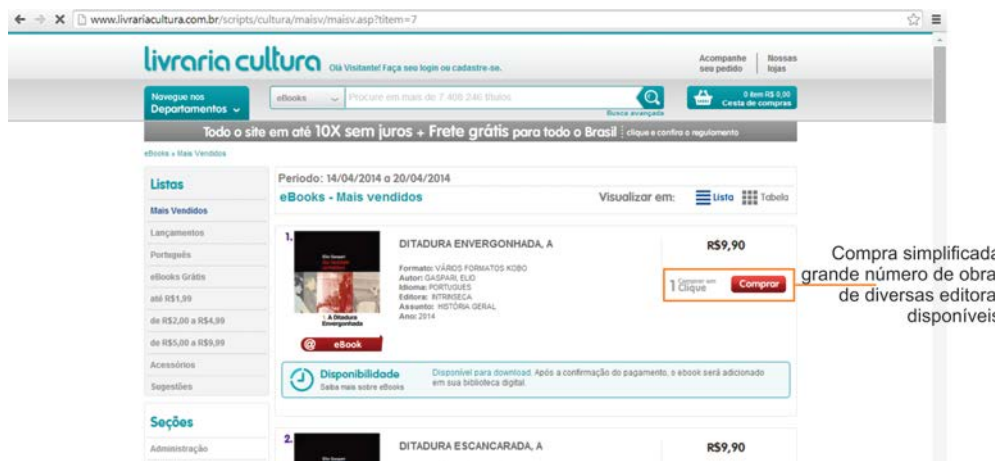 www.livrariacultura.com.br/scripts/cultura/maisv/maisv.asp?titem=7
livraria cultura
Olá Visitante! Faça seu login ou cadastre-se.
Acompanhe seu pedido
Nossas lojas
Navegue nos
Departamentos
eBooks
Procure em mais de 7.406.246 títulos
Busca avançada
0 item R$ 0,00
Cesta de compras
Todo o site em até 10X sem juros + Frete grátis para todo o Brasil clique e confira o regulamento
eBooks » Mais Vendidos
Listas
Mais Vendidos
Lançamentos
Português
eBooks Grátis
até R$1,99
de R$2,00 a R$4,99
de R$5,00 a R$9,99
Acessórios
Sugestões
Seções
Administração
Período: 14/04/2014 a 20/04/2014
eBooks - Mais vendidos
Visualizar em:
Lista
Tabela
1.
A Ditadura
Envergonhada
@ eBook
DITADURA ENVERGONHADA, A
Formato: VÁRIOS FORMATOS KOBO
Autor: GASPARI, ELIO
Idioma: PORTUGUES
Editora: INTRINSECA
Assunto: HISTÓRIA GERAL
Ano: 2014
R$9,90
1 Comprar em Clique
Comprar
Compra simplificada
grande número de obra
de diversas editora
disponíveis
Disponibilidade
Saiba mais sobre eBooks
Disponível para download. Após a confirmação do pagamento, o ebook será adicionado
em sua biblioteca digital.
2.
DITADURA ESCANCARADA, A
R$9,90